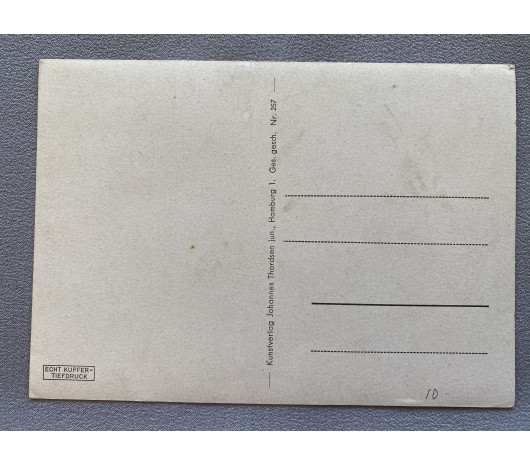 ECHT KUPFER-
TIEFDRUCK
Kunstverlag Johannes Thordsen jun., Hamburg 1. Ges. gesch. Nr. 257
10